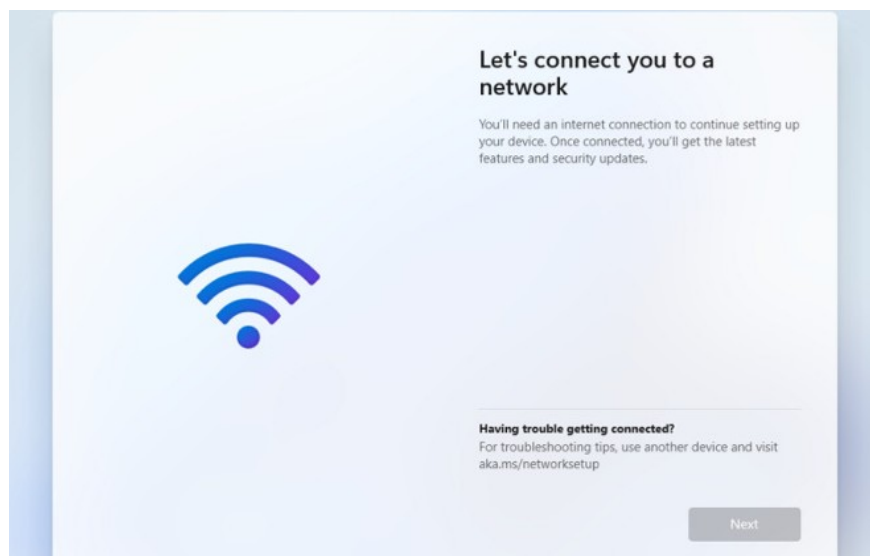 Let's connect you to a
network
You'll need an internet connection to continue setting up
your device. Once connected, you'll get the latest
features and security updates.
Having trouble getting connected?
For troubleshooting tips, use another device and visit
aka.ms/networksetup
Next